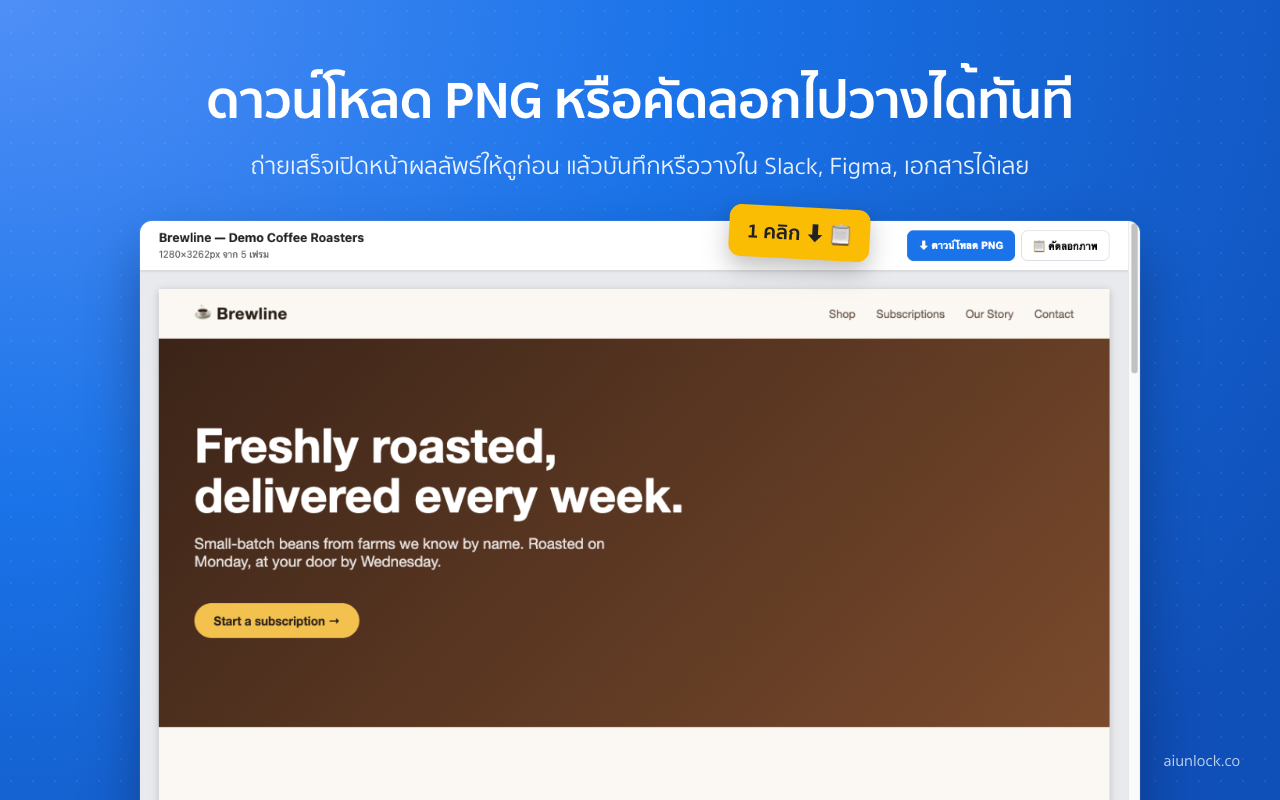 ดาวน์โหลด PNG หรือคัดลอกไปวางได้ทันที
ถ่ายเสร็จเปิดหน้าผลลัพธ์ให้ดูก่อน แล้วบันทึกหรือวางใน Slack, Figma, เอกสารได้เลย
1 คลิก ⬇ 📋
Brewline — Demo Coffee Roasters
1280×3262px จาก 5 เฟรม
⬇ ดาวน์โหลด PNG
📋 คัดลอกภาพ
☕ Brewline
Shop Subscriptions Our Story Contact
Freshly roasted,
delivered every week.
Small-batch beans from farms we know by name. Roasted on
Monday, at your door by Wednesday.
Start a subscription →
aiunlock.co